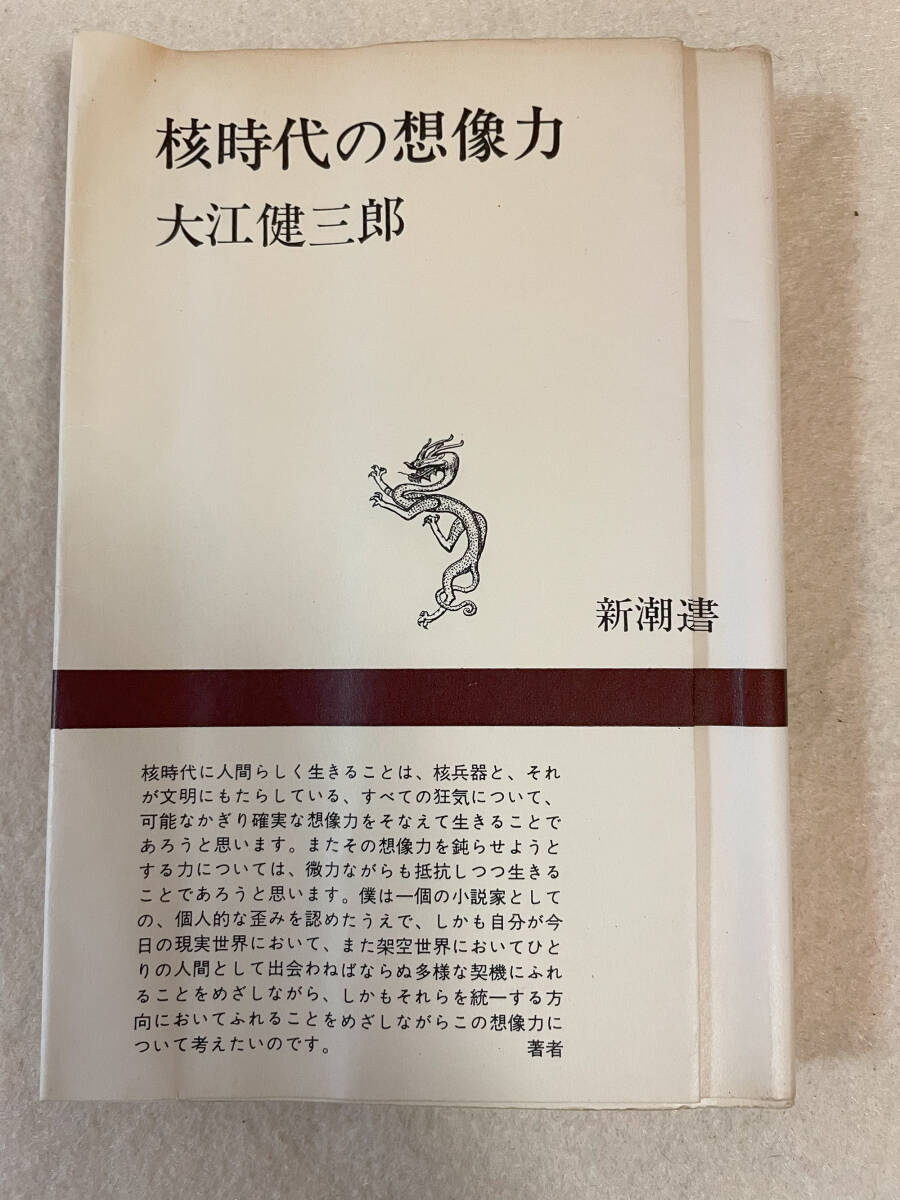 核時代の想像力
大江健三郎
新潮選書
核時代に人間らしく生きることは、核兵器と、それ
が文明にもたらしている、すべての狂気について、
可能なかぎり確実な想像力をそなえて生きることで
あろうと思います。またその想像力を鈍らせようと
する力については、微力ながらも抵抗しつつ生きる
ことであろうと思います。僕は一個の小説家として
の、個人的な歪みを認めたうえで、しかも自分が今
日の現実世界において、また架空世界においてひと
りの人間として出会わねばならぬ多様な契機にふれ
ることをめざしながら、しかもそれらを統一する方
向においてふれることをめざしながらこの想像力に
ついて考えたいのです。 著者